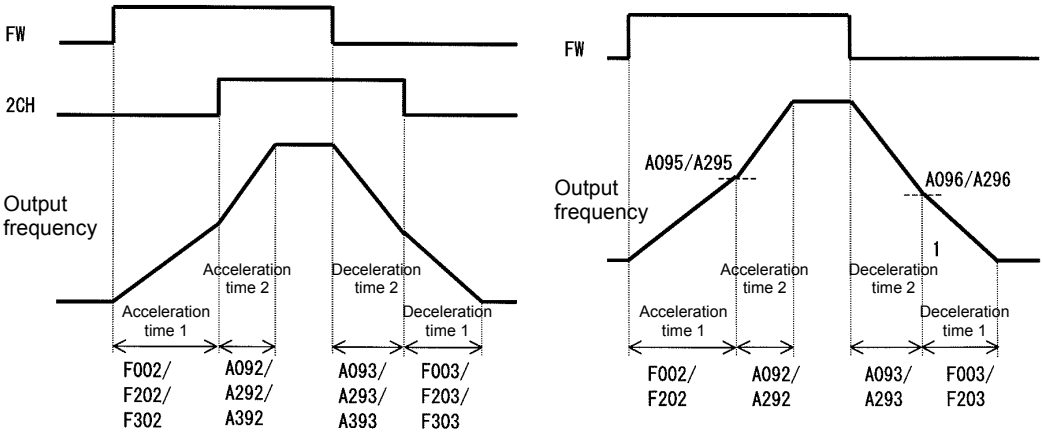 FW
2CH
Output
frequency
Acceleration
time 2
Deceleration
time 2
Acceleration
time 1
Deceleration
time 1
F002/
F202/
F302
A092/
A292/
A392
A093/
A293/
A393
F003/
F203/
F303
FW
A095/A295
A096/A296
Output
frequency
1
Acceleration
time 2
Deceleration
time 2
Acceleration
time 1
Deceleration
time 1
F002/
F202
A092/
A292
A093/
A293
F003/
F203